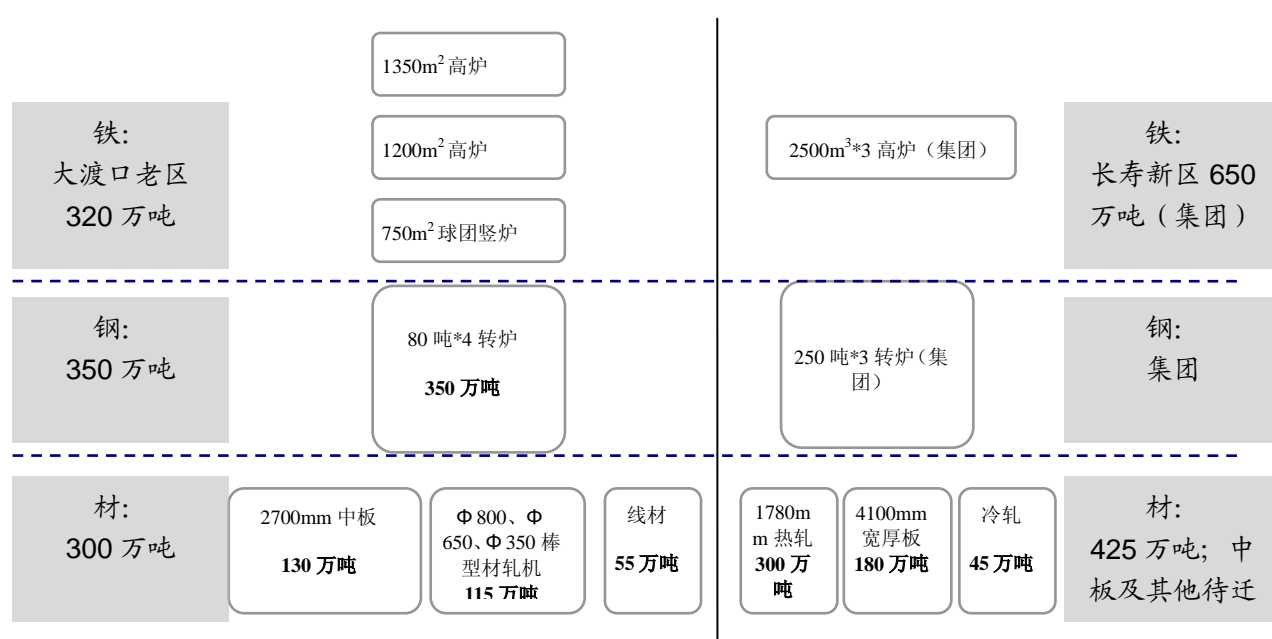 1350m² 高炉
铁:
大渡口老区
320 万吨
1200m² 高炉
750m² 球团竖炉
2500m³*3 高炉（集团）
铁:
长寿新区 650
万吨（集团）
钢:
350 万吨
80 吨*4 转炉
350 万吨
250 吨*3 转炉（集
团）
钢:
集团
材:
300 万吨
2700mm 中板
130 万吨
Φ 800、Φ
650、Φ 350 棒
型材轧机
115 万吨
线材
55 万吨
1780m
m 热轧
300 万
吨
4100mm
宽厚板
180 万吨
冷轧
45 万吨
材:
425 万吨；中
板及其他待迁